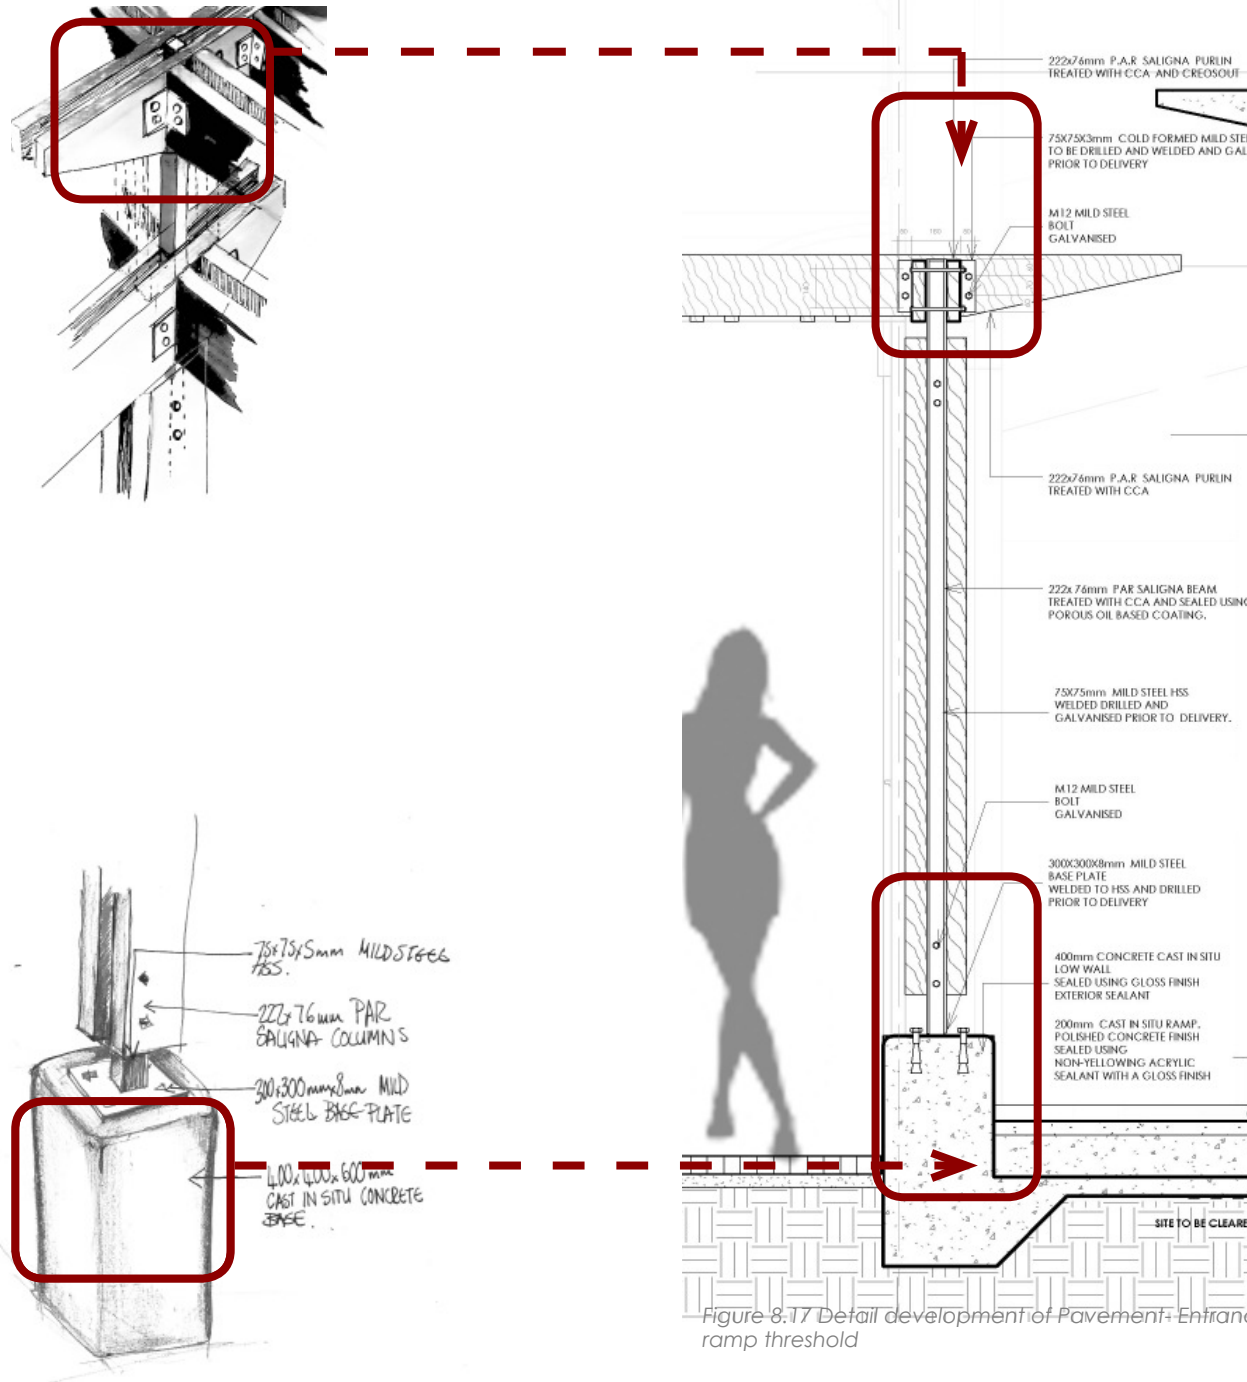 222x76mm P.A.R SALIGNA PURLIN
TREATED WITH CCA AND CREOSOUT
75X75X3mm COLD FORMED MILD STEE
TO BE DRILLED AND WELDED AND GAL
PRIOR TO DELIVERY
M12 MILD STEEL
BOLT
GALVANISED
80 180 80
222x76mm P.A.R SALIGNA PURLIN
TREATED WITH CCA
222x 76mm PAR SALIGNA BEAM
TREATED WITH CCA AND SEALED USING
POROUS OIL BASED COATING.
75X75mm MILD STEEL HSS
WELDED DRILLED AND
GALVANISED PRIOR TO DELIVERY.
M12 MILD STEEL
BOLT
GALVANISED
300X300X8mm MILD STEEL
BASE PLATE
WELDED TO HSS AND DRILLED
PRIOR TO DELIVERY
400mm CONCRETE CAST IN SITU
LOW WALL
SEALED USING GLOSS FINISH
EXTERIOR SEALANT
200mm CAST IN SITU RAMP.
POLISHED CONCRETE FINISH
SEALED USING
NON-YELLOWING ACRYLIC
SEALANT WITH A GLOSS FINISH
SITE TO BE CLEARE
75x75x5mm MILD STEEL
HSS.
222x76mm PAR
SALIGNA COLUMNS
300x300mmx8mm MILD
STEEL BASE PLATE
400x400x600mm
CAST IN SITU CONCRETE
BASE.
Figure 8.17 Detail development of Pavement- Entranc
ramp threshold